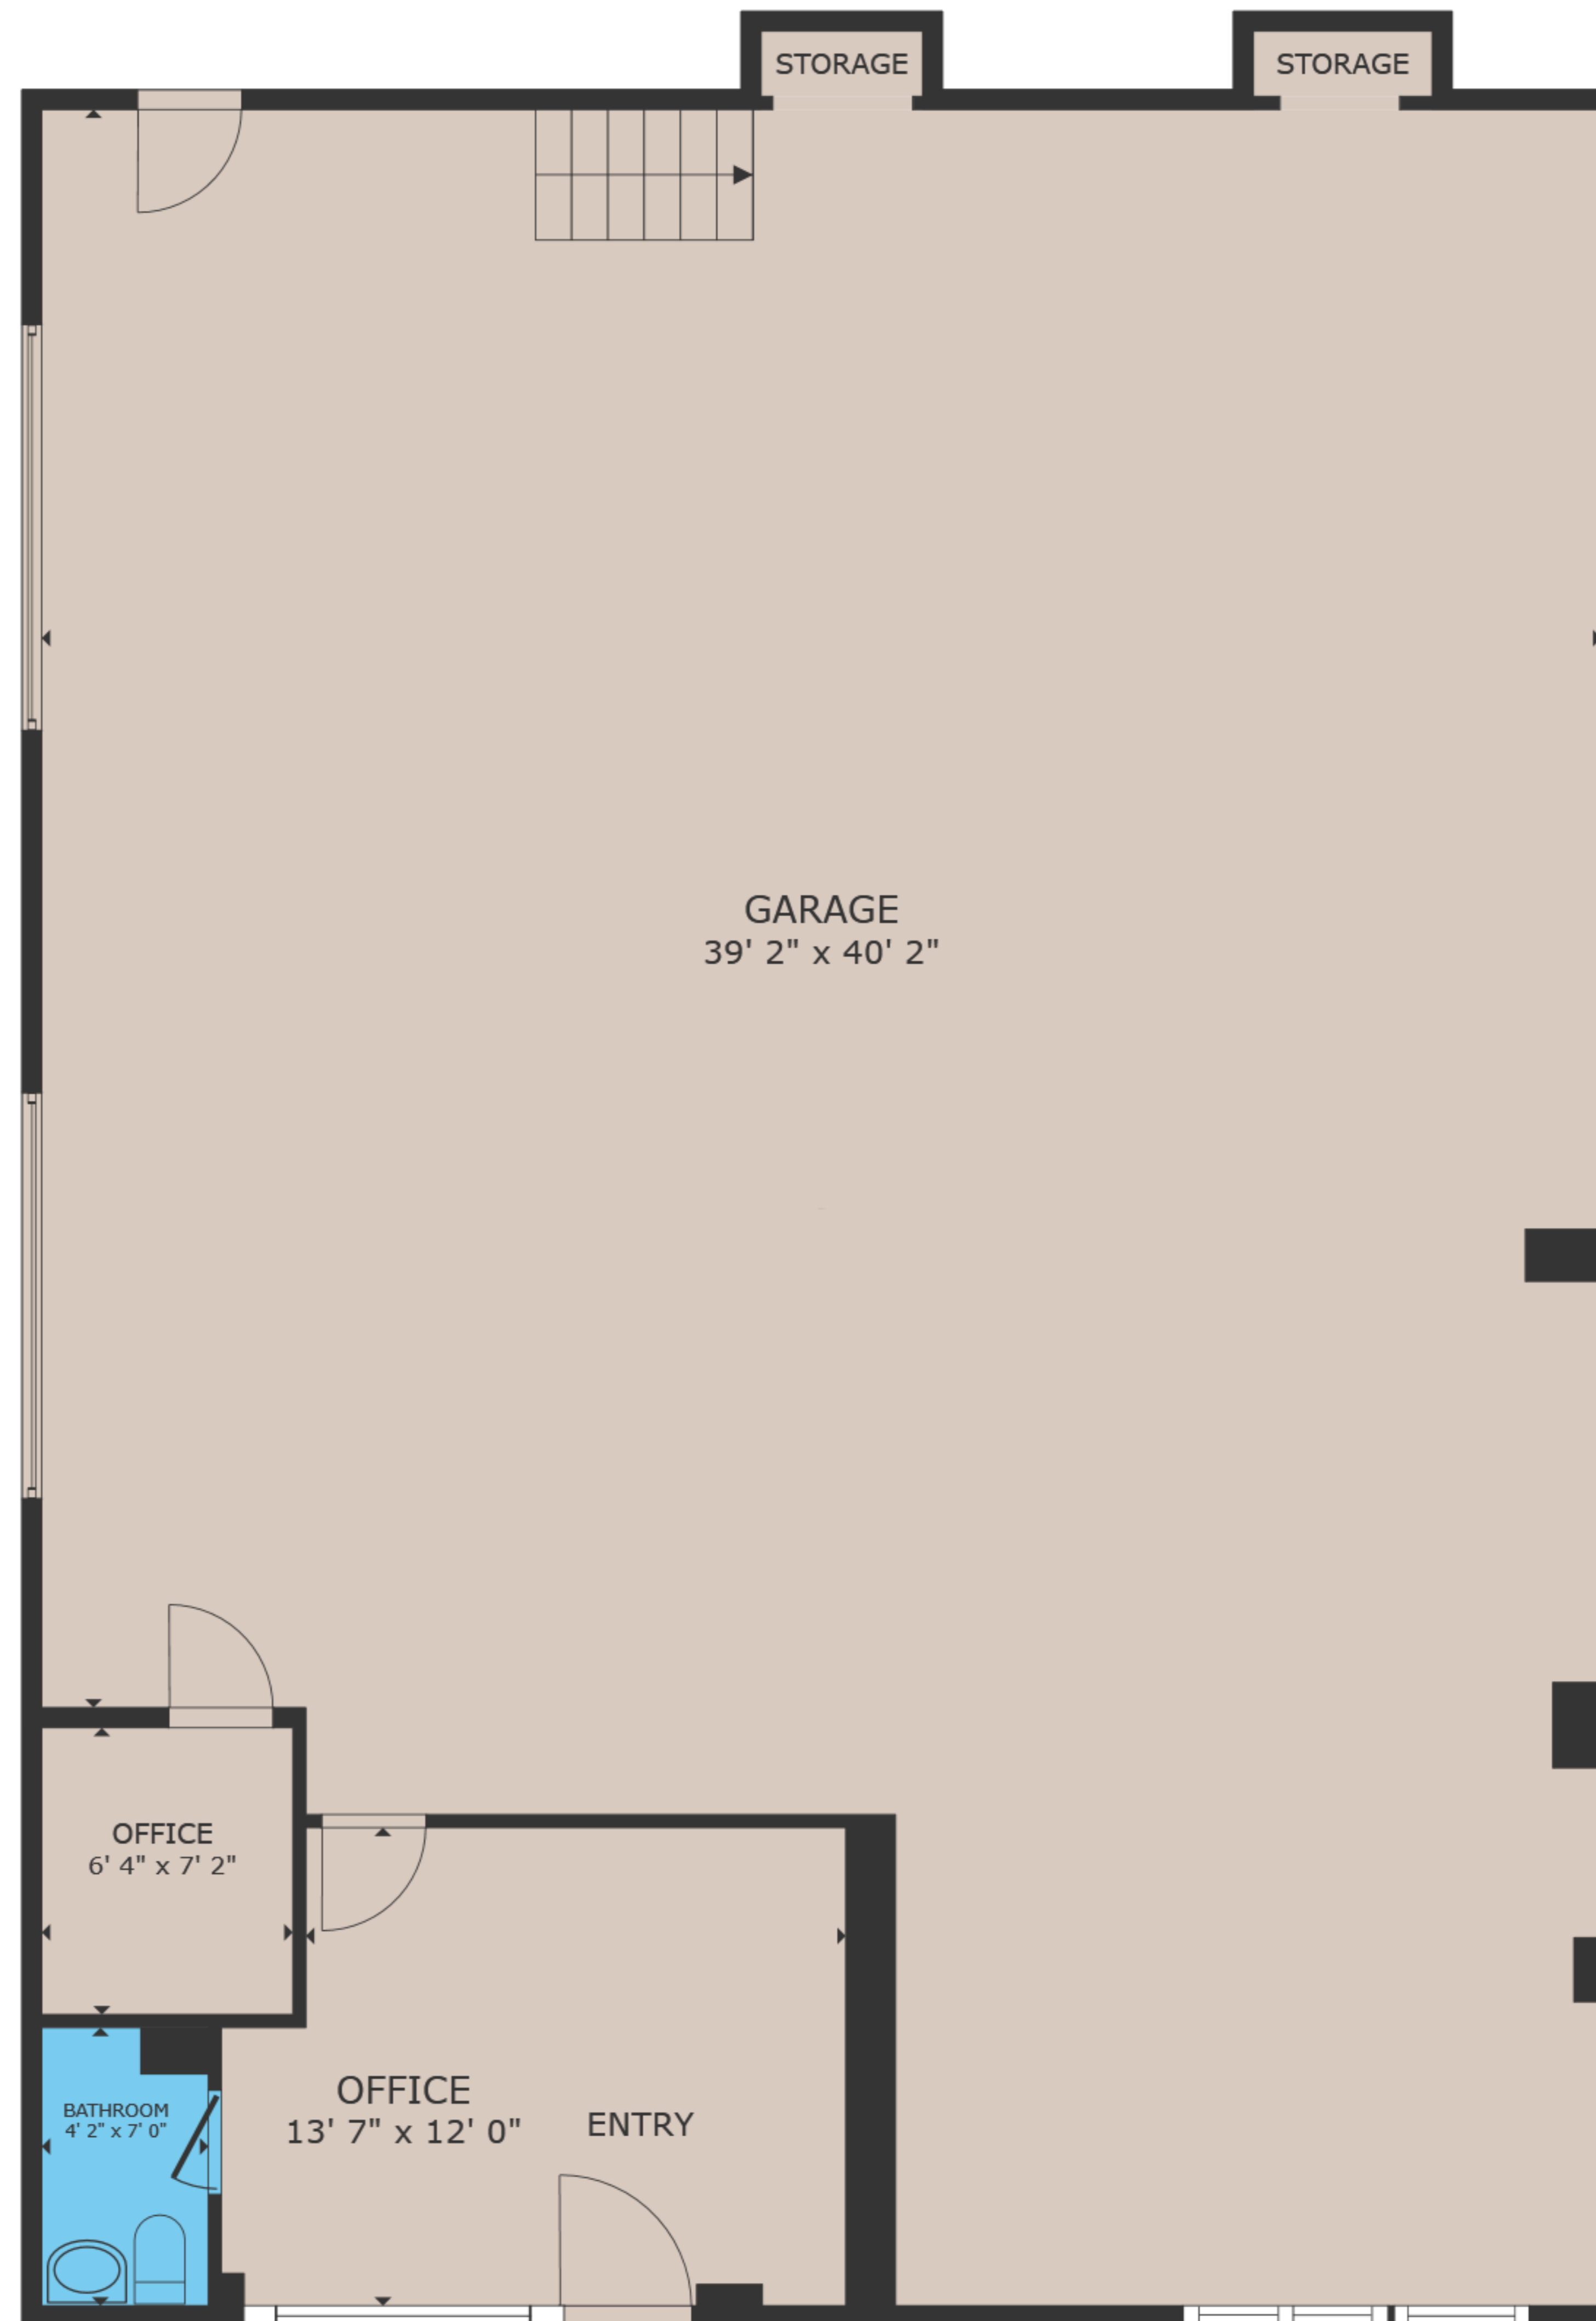 STORAGE
STORAGE
GARAGE
39' 2" x 40' 2"
OFFICE
6' 4" x 7' 2"
OFFICE
13' 7" x 12' 0"
ENTRY
BATHROOM
4' 2" x 7' 0"